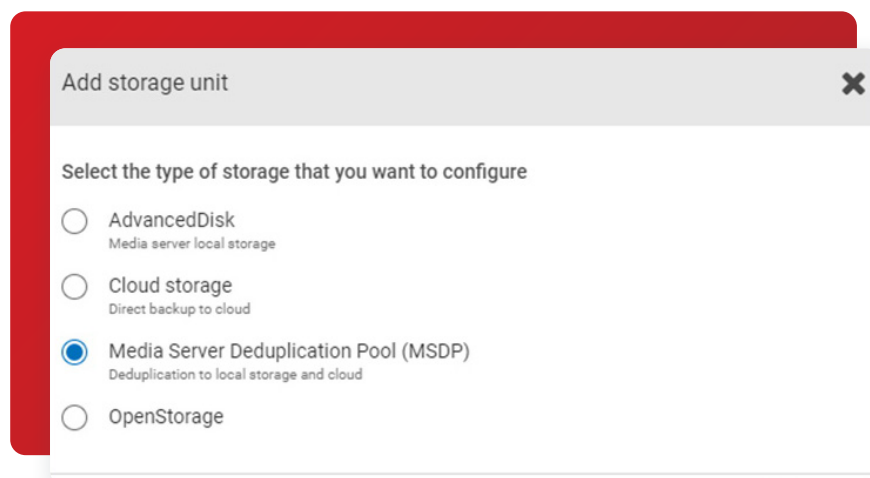 Add storage unit
Select the type of storage that you want to configure
AdvancedDisk
Media server local storage
Cloud storage
Direct backup to cloud
Media Server Deduplication Pool (MSDP)
Deduplication to local storage and cloud
OpenStorage